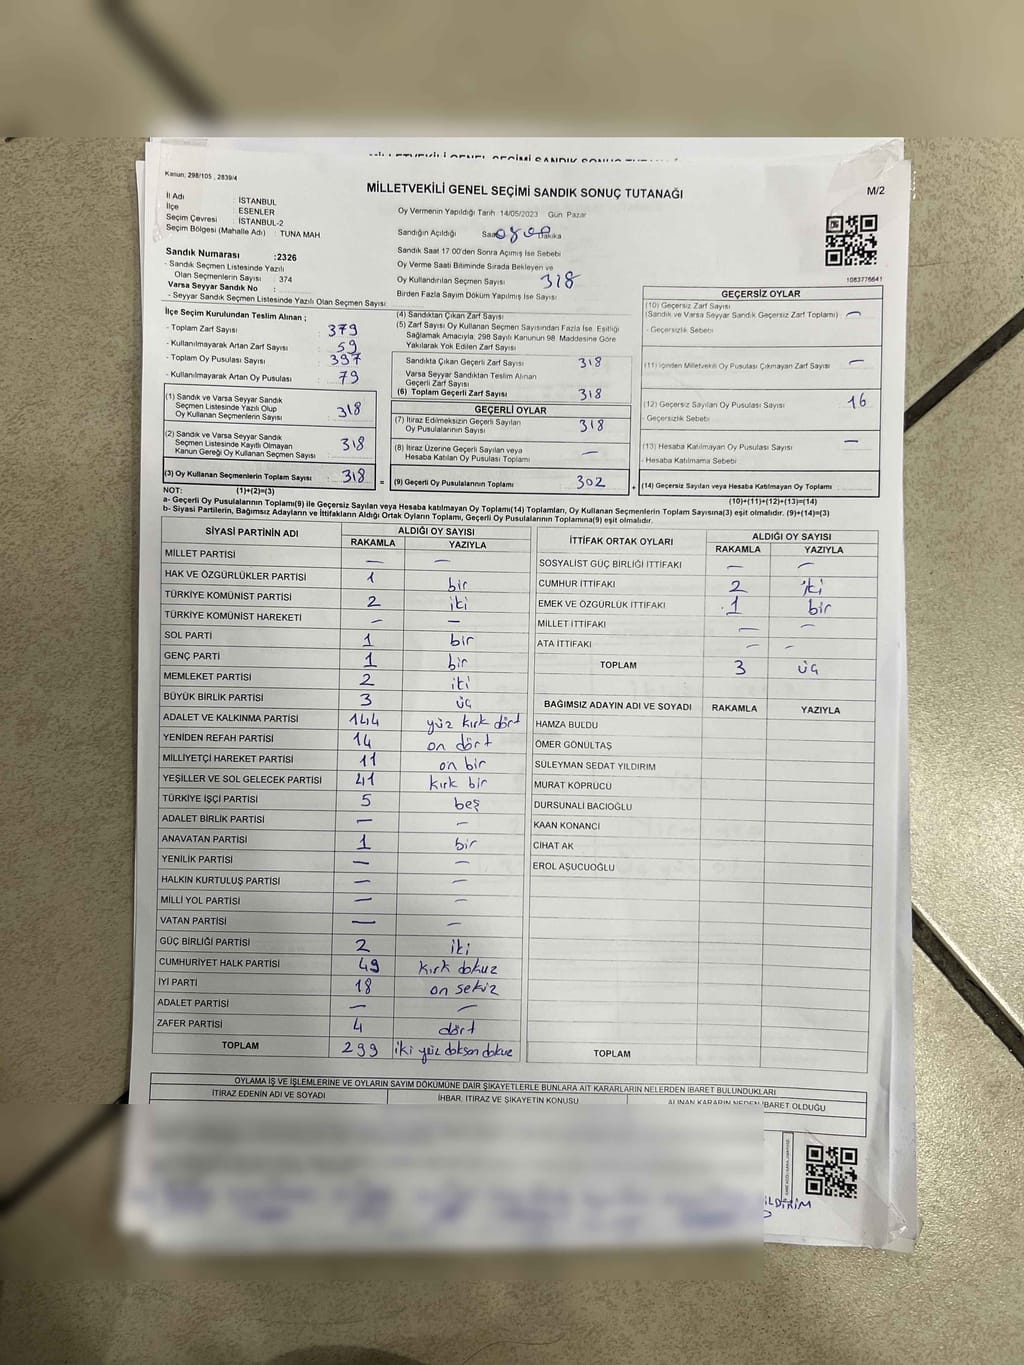 Kanun; 298/105 , 2839/4
MİLLETVEKİLİ GENEL SEÇİMİ SANDIK SONUÇ TUTANAĞI
M/2
İl Adı : İSTANBUL
İlçe : ESENLER
Seçim Çevresi : İSTANBUL-2
Seçim Bölgesi (Mahalle Adı) : TUNA MAH
Sandık Numarası :2326
- Sandık Seçmen Listesinde Yazılı
Olan Seçmenlerin Sayısı : 374
Varsa Seyyar Sandık No :
- Seyyar Sandık Seçmen Listesinde Yazılı Olan Seçmen Sayısı
Oy Vermenin Yapıldığı Tarih 14/05/2023 Gün Pazar
Sandığın Açıldığı
Sandık Saat 17 00'den Sonra Açımış İse Sebebi
Oy Verme Saati Bitiminde Sırada Bekleyen ve
Oy Kullandırılan Seçmen Sayısı 318
Birden Fazla Sayım Döküm Yapılmış İse Sayısı
1083776641
İlçe Seçim Kurulundan Teslim Alınan ;
- Toplam Zarf Sayısı : 379
- Kullanılmayarak Artan Zarf Sayısı : 59
- Toplam Oy Pusulası Sayısı : 397
- Kullanılmayarak Artan Oy Pusulası : 79
(1) Sandık ve Varsa Seyyar Sandık
Seçmen Listesinde Yazılı Olup
Oy Kullanan Seçmenlerin Sayısı : 318
(2) Sandık ve Varsa Seyyar Sandık
Seçmen Listesinde Kayıtlı Olmayan
Kanun Gereği Oy Kullanan Seçmen Sayısı : 318
(3) Oy Kullanan Seçmenlerin Toplam Sayısı : 318 =
(4) Sandıktan Çıkan Zarf Sayısı
(5) Zarf Sayısı Oy Kullanan Seçmen Sayısından Fazla İse, Eşitliği
Sağlamak Amacıyla; 298 Sayılı Kanunun 98. Maddesine Göre
Yakılarak Yok Edilen Zarf Sayısı
Sandıkta Çıkan Geçerli Zarf Sayısı 318
Varsa Seyyar Sandıktan Teslim Alınan
Geçerli Zarf Sayısı
(6) Toplam Geçerli Zarf Sayısı 318
GEÇERLİ OYLAR
(7) İtiraz Edilmeksizin Geçerli Sayılan
Oy Pusulalarının Sayısı 318
(8) İtiraz Üzerine Geçerli Sayılan veya
Hesaba Katılan Oy Pusulası Toplamı —
(9) Geçerli Oy Pusulalarının Toplamı 302 +
GEÇERSİZ OYLAR
(10) Geçersiz Zarf Sayısı
(Sandık ve Varsa Seyyar Sandık Geçersiz Zarf Toplamı) —
- Geçersizlik Sebebi
(11) İçinden Milletvekili Oy Pusulası Çıkmayan Zarf Sayısı —
(12) Geçersiz Sayılan Oy Pusulası Sayısı 16
- Geçersizlik Sebebi
(13) Hesaba Katılmayan Oy Pusulası Sayısı —
- Hesaba Katılmama Sebebi
(14) Geçersiz Sayılan veya Hesaba Katılmayan Oy Toplamı
NOT: (1)+(2)=(3)
(10)+(11)+(12)+(13)=(14)
a- Geçerli Oy Pusulalarının Toplamı(9) ile Geçersiz Sayılan veya Hesaba Katılmayan Oy Toplamı(14) Toplamları, Oy Kullanan Seçmenlerin Toplam Sayısına(3) eşit olmalıdır. (9)+(14)=(3)
b- Siyasi Partilerin, Bağımsız Adayların ve İttifakların Aldığı Ortak Oyların Toplamı, Geçerli Oy Pusulalarının Toplamına(9) eşit olmalıdır.
SİYASİ PARTİNİN ADI ALDIĞI OY SAYISI
RAKAMLA YAZIYLA
MİLLET PARTİSİ — —
HAK VE ÖZGÜRLÜKLER PARTİSİ 1 bir
TÜRKİYE KOMÜNİST PARTİSİ 2 iki
TÜRKİYE KOMÜNİST HAREKETİ — —
SOL PARTİ 1 bir
GENÇ PARTİ 1 bir
MEMLEKET PARTİSİ 2 iki
BÜYÜK BİRLİK PARTİSİ 3 üç
ADALET VE KALKINMA PARTİSİ 144 yüz kırk dört
YENİDEN REFAH PARTİSİ 14 on dört
MİLLİYETÇİ HAREKET PARTİSİ 11 on bir
YEŞİLLER VE SOL GELECEK PARTİSİ 41 kırk bir
TÜRKİYE İŞÇİ PARTİSİ 5 beş
ADALET BİRLİK PARTİSİ — —
ANAVATAN PARTİSİ 1 bir
YENİLİK PARTİSİ — —
HALKIN KURTULUŞ PARTİSİ — —
MİLLİ YOL PARTİSİ — —
VATAN PARTİSİ — —
GÜÇ BİRLİĞİ PARTİSİ 2 iki
CUMHURİYET HALK PARTİSİ 49 kırk dokuz
İYİ PARTİ 18 on sekiz
ADALET PARTİSİ — —
ZAFER PARTİSİ 4 dört
TOPLAM 299 iki yüz doksan dokuz
İTTİFAK ORTAK OYLARI ALDIĞI OY SAYISI
RAKAMLA YAZIYLA
SOSYALİST GÜÇ BİRLİĞİ İTTİFAKI — —
CUMHUR İTTİFAKI 2 iki
EMEK VE ÖZGÜRLÜK İTTİFAKI 1 bir
MİLLET İTTİFAKI — —
ATA İTTİFAKI — —
TOPLAM 3 üç
BAĞIMSIZ ADAYIN ADI VE SOYADI RAKAMLA YAZIYLA
HAMZA BULDU
ÖMER GÖNÜLTAŞ
SÜLEYMAN SEDAT YILDIRIM
MURAT KÖPRÜCÜ
DURSUNALİ BACIOĞLU
KAAN KONANCİ
CİHAT AK
EROL AŞUCUOĞLU
TOPLAM
OYLAMA İŞ VE İŞLEMLERİNE VE OYLARIN SAYIM DÖKÜMÜNE DAİR ŞİKAYETLERLE BUNLARA AİT KARARLARIN NELERDEN İBARET BULUNDUKLARI
İTİRAZ EDENİN ADI VE SOYADI İHBAR, İTİRAZ VE ŞİKAYETİN KONUSU ALINAN KARARIN NEDEN İBARET OLDUĞU